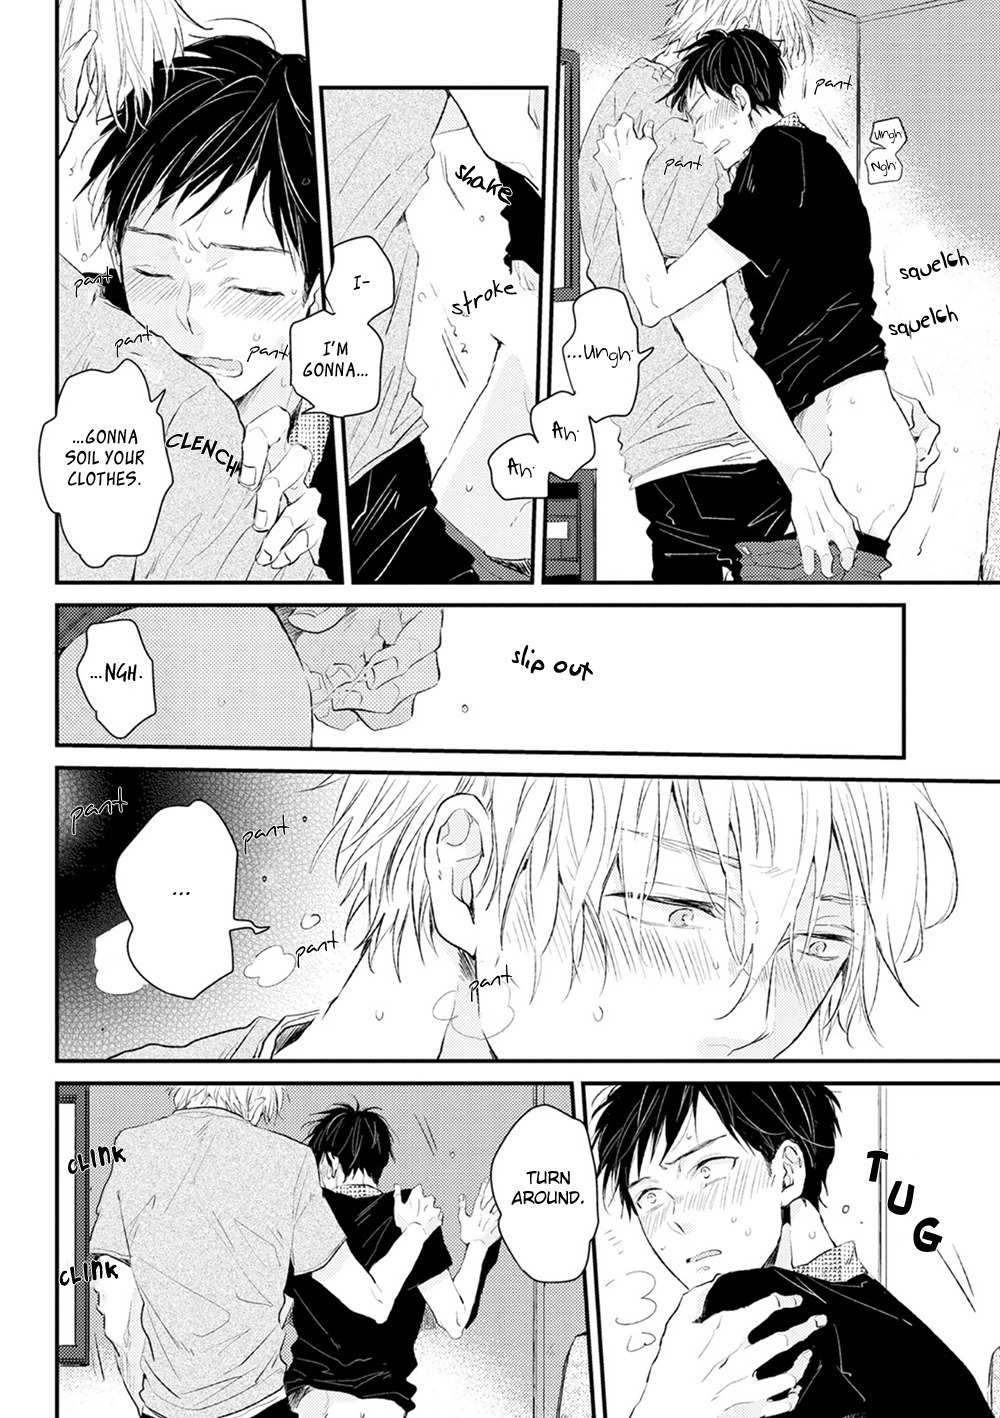 pant
pant
Ungh
Ngh
squelch
squelch
...Ungh.
Ah.
Ah.
shake
stroke
I-
I'M
GONNA...
pant
pant
pant
CLENCH
...GONNA
SOIL YOUR
CLOTHES.
slip out
...NGH.
pant
pant
pant
pant
...
TUG
TURN
AROUND.
CLINK
CLINK